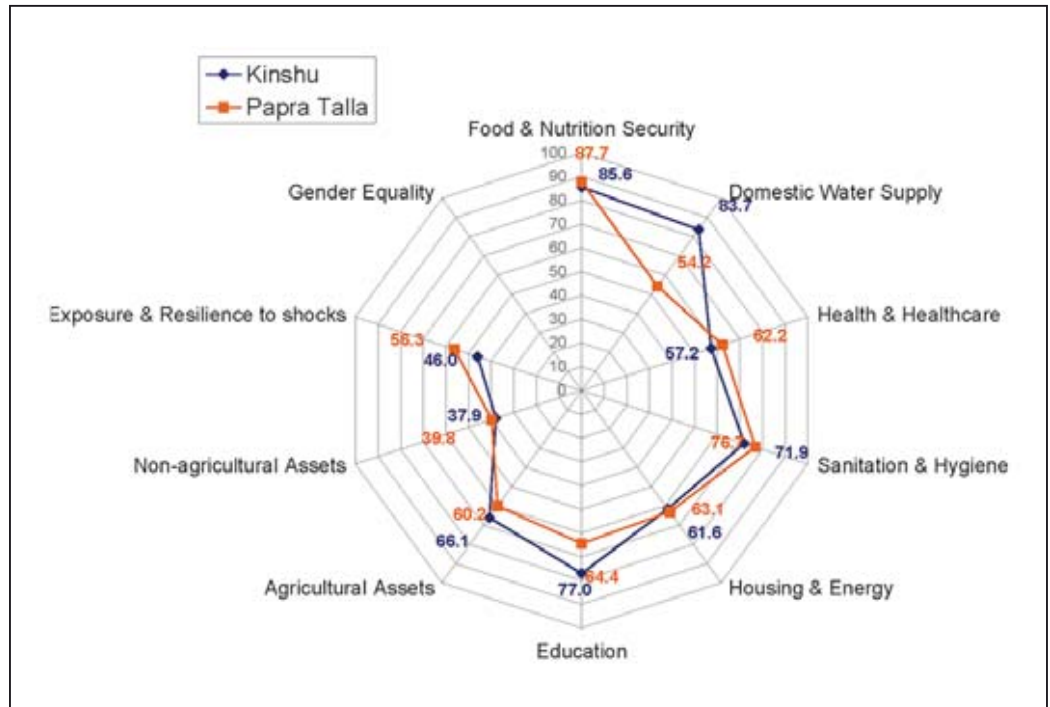 Kinshu
Papra Talla
Food & Nutrition Security
100
87.7
90
85.6
Gender Equality
Domestic Water Supply
83.7
80
70
60
54.2
50
40
Exposure & Resilience to shocks
56.3
46.0
30
20
10
0
57.2
62.2
Health & Healthcare
37.9
39.8
Non-agricultural Assets
76.
71.9
Sanitation & Hygiene
60.2
66.1
63.1
61.6
Agricultural Assets
64.4
77.0
Housing & Energy
Education